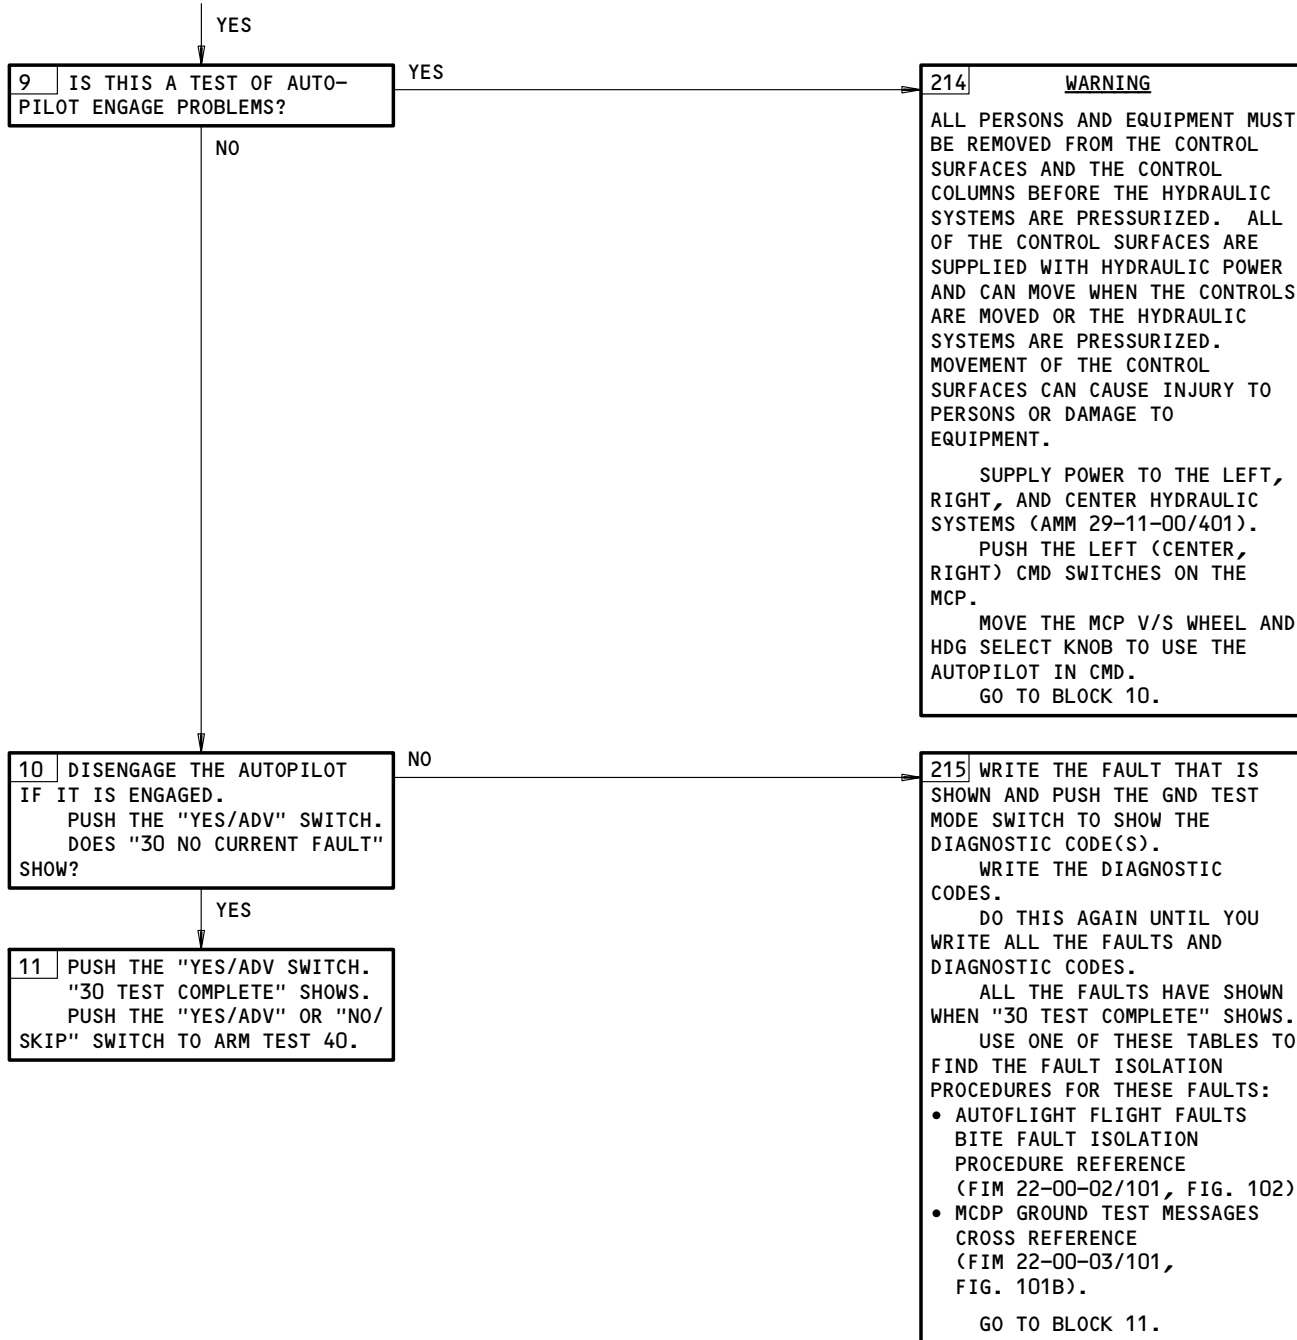 YES
9 IS THIS A TEST OF AUTO-
PILOT ENGAGE PROBLEMS?
YES
NO
214 WARNING
ALL PERSONS AND EQUIPMENT MUST
BE REMOVED FROM THE CONTROL
SURFACES AND THE CONTROL
COLUMNS BEFORE THE HYDRAULIC
SYSTEMS ARE PRESSURIZED. ALL
OF THE CONTROL SURFACES ARE
SUPPLIED WITH HYDRAULIC POWER
AND CAN MOVE WHEN THE CONTROLS
ARE MOVED OR THE HYDRAULIC
SYSTEMS ARE PRESSURIZED.
MOVEMENT OF THE CONTROL
SURFACES CAN CAUSE INJURY TO
PERSONS OR DAMAGE TO
EQUIPMENT.
SUPPLY POWER TO THE LEFT,
RIGHT, AND CENTER HYDRAULIC
SYSTEMS (AMM 29-11-00/401).
PUSH THE LEFT (CENTER,
RIGHT) CMD SWITCHES ON THE
MCP.
MOVE THE MCP V/S WHEEL AND
HDG SELECT KNOB TO USE THE
AUTOPILOT IN CMD.
GO TO BLOCK 10.
10 DISENGAGE THE AUTOPILOT
IF IT IS ENGAGED.
PUSH THE "YES/ADV" SWITCH.
DOES "30 NO CURRENT FAULT"
SHOW?
NO
YES
215 WRITE THE FAULT THAT IS
SHOWN AND PUSH THE GND TEST
MODE SWITCH TO SHOW THE
DIAGNOSTIC CODE(S).
WRITE THE DIAGNOSTIC
CODES.
DO THIS AGAIN UNTIL YOU
WRITE ALL THE FAULTS AND
DIAGNOSTIC CODES.
ALL THE FAULTS HAVE SHOWN
WHEN "30 TEST COMPLETE" SHOWS.
USE ONE OF THESE TABLES TO
FIND THE FAULT ISOLATION
PROCEDURES FOR THESE FAULTS:
• AUTOFLIGHT FLIGHT FAULTS
BITE FAULT ISOLATION
PROCEDURE REFERENCE
(FIM 22-00-02/101, FIG. 102)
• MCDP GROUND TEST MESSAGES
CROSS REFERENCE
(FIM 22-00-03/101,
FIG. 101B).
GO TO BLOCK 11.
11 PUSH THE "YES/ADV SWITCH.
"30 TEST COMPLETE" SHOWS.
PUSH THE "YES/ADV" OR "NO/
SKIP" SWITCH TO ARM TEST 40.